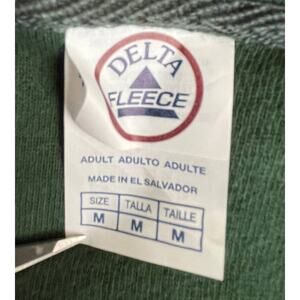 DELTA
FLEECE
ADULT ADULTO ADULTE
MADE IN EL SALVADOR
SIZE TALLA TAILLE
M M M